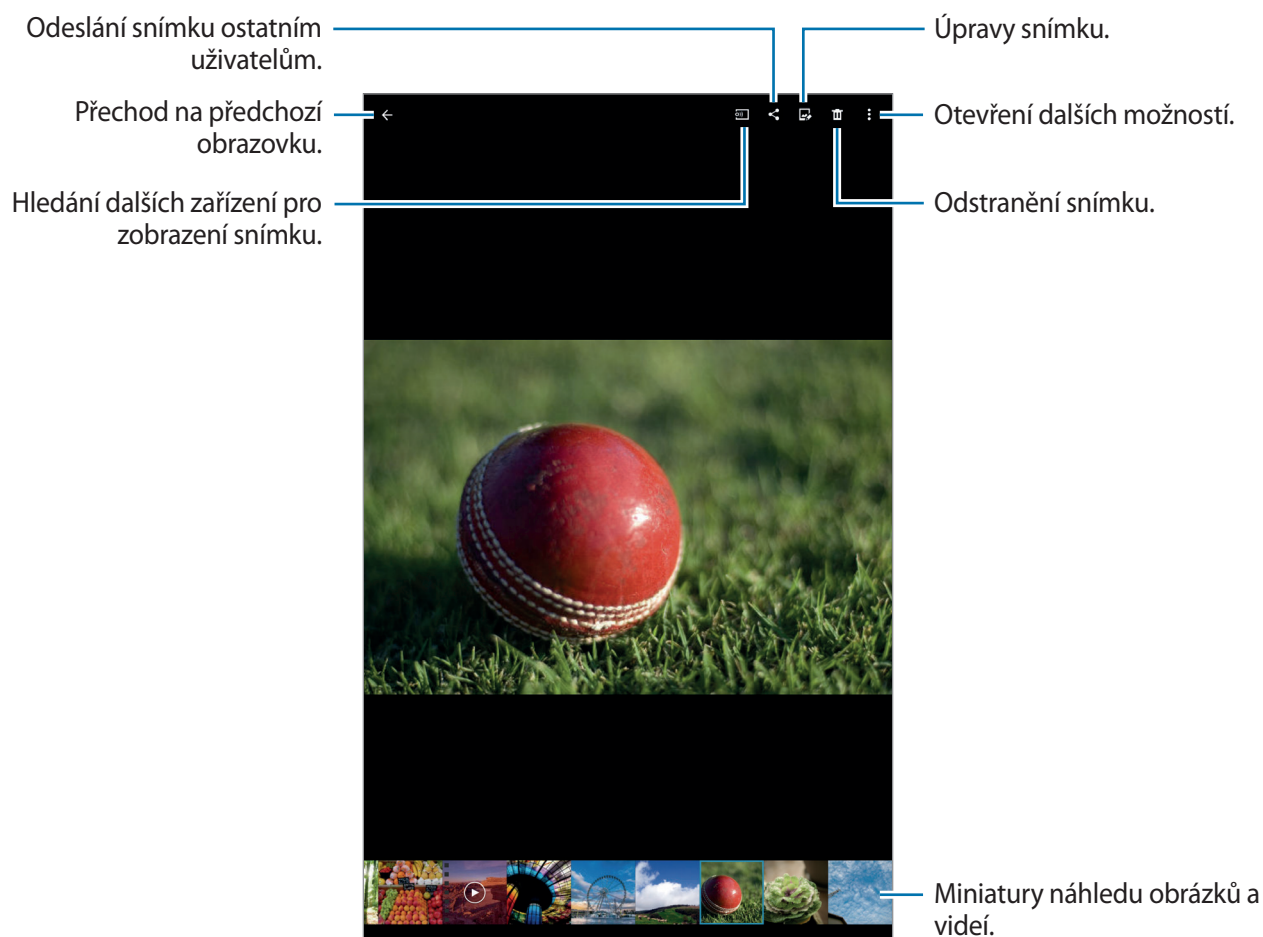 Odeslání snímku ostatním
uživatelům.
Přechod na předchozí
obrazovku.
Hledání dalších zařízení pro
zobrazení snímku.
Úpravy snímku.
Otevření dalších možností.
Odstranění snímku.
Miniatury náhledu obrázků a
videí.